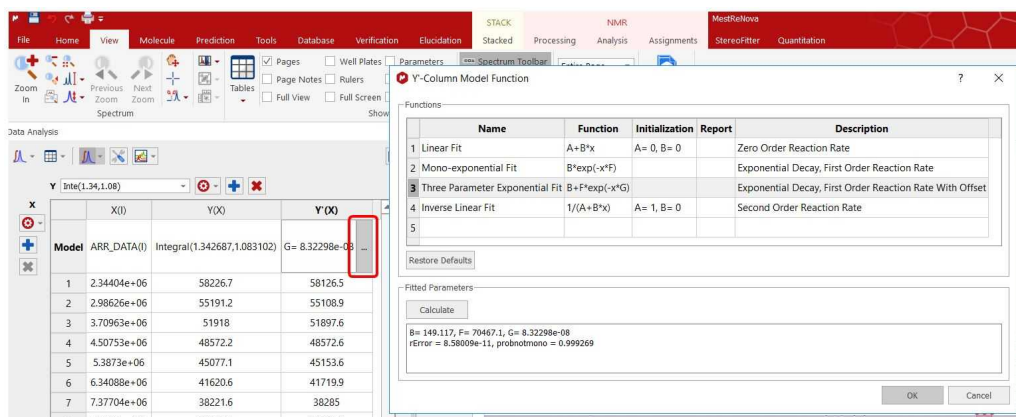 STACK NMR MestReNova
File Home View Molecule Prediction Tools Database Verification Elucidation Stacked Processing Analysis Assignments StereoFitter Quantitation
Zoom In
Previous Zoom
Next Zoom
Spectrum
Tables
Pages Well Plates Parameters Spectrum Toolbar
Page Notes Rulers
Full View Full Screen
Show
Data Analysis
Y Inte(1.34,1.08)
X
X(I) Y(X) Y'(X)
Model ARR_DATA(I) Integral(1.342687,1.083102) G= 8.32298e-08 ...
1 2.34404e+06 58226.7 58126.5
2 2.98626e+06 55191.2 55108.9
3 3.70963e+06 51918 51897.6
4 4.50753e+06 48572.2 48572.6
5 5.3873e+06 45077.1 45153.6
6 6.34088e+06 41620.6 41719.9
7 7.37704e+06 38221.6 38285
Y'-Column Model Function ? X
Functions
Name Function Initialization Report Description
1 Linear Fit A+B*x A= 0, B= 0 Zero Order Reaction Rate
2 Mono-exponential Fit B*exp(-x*F) Exponential Decay, First Order Reaction Rate
3 Three Parameter Exponential Fit B+F*exp(-x*G) Exponential Decay, First Order Reaction Rate With Offset
4 Inverse Linear Fit 1/(A+B*x) A= 1, B= 0 Second Order Reaction Rate
5
Restore Defaults
Fitted Parameters
Calculate
B= 149.117, F= 70467.1, G= 8.32298e-08
rError = 8.58009e-11, probnotmono = 0.999269
OK Cancel